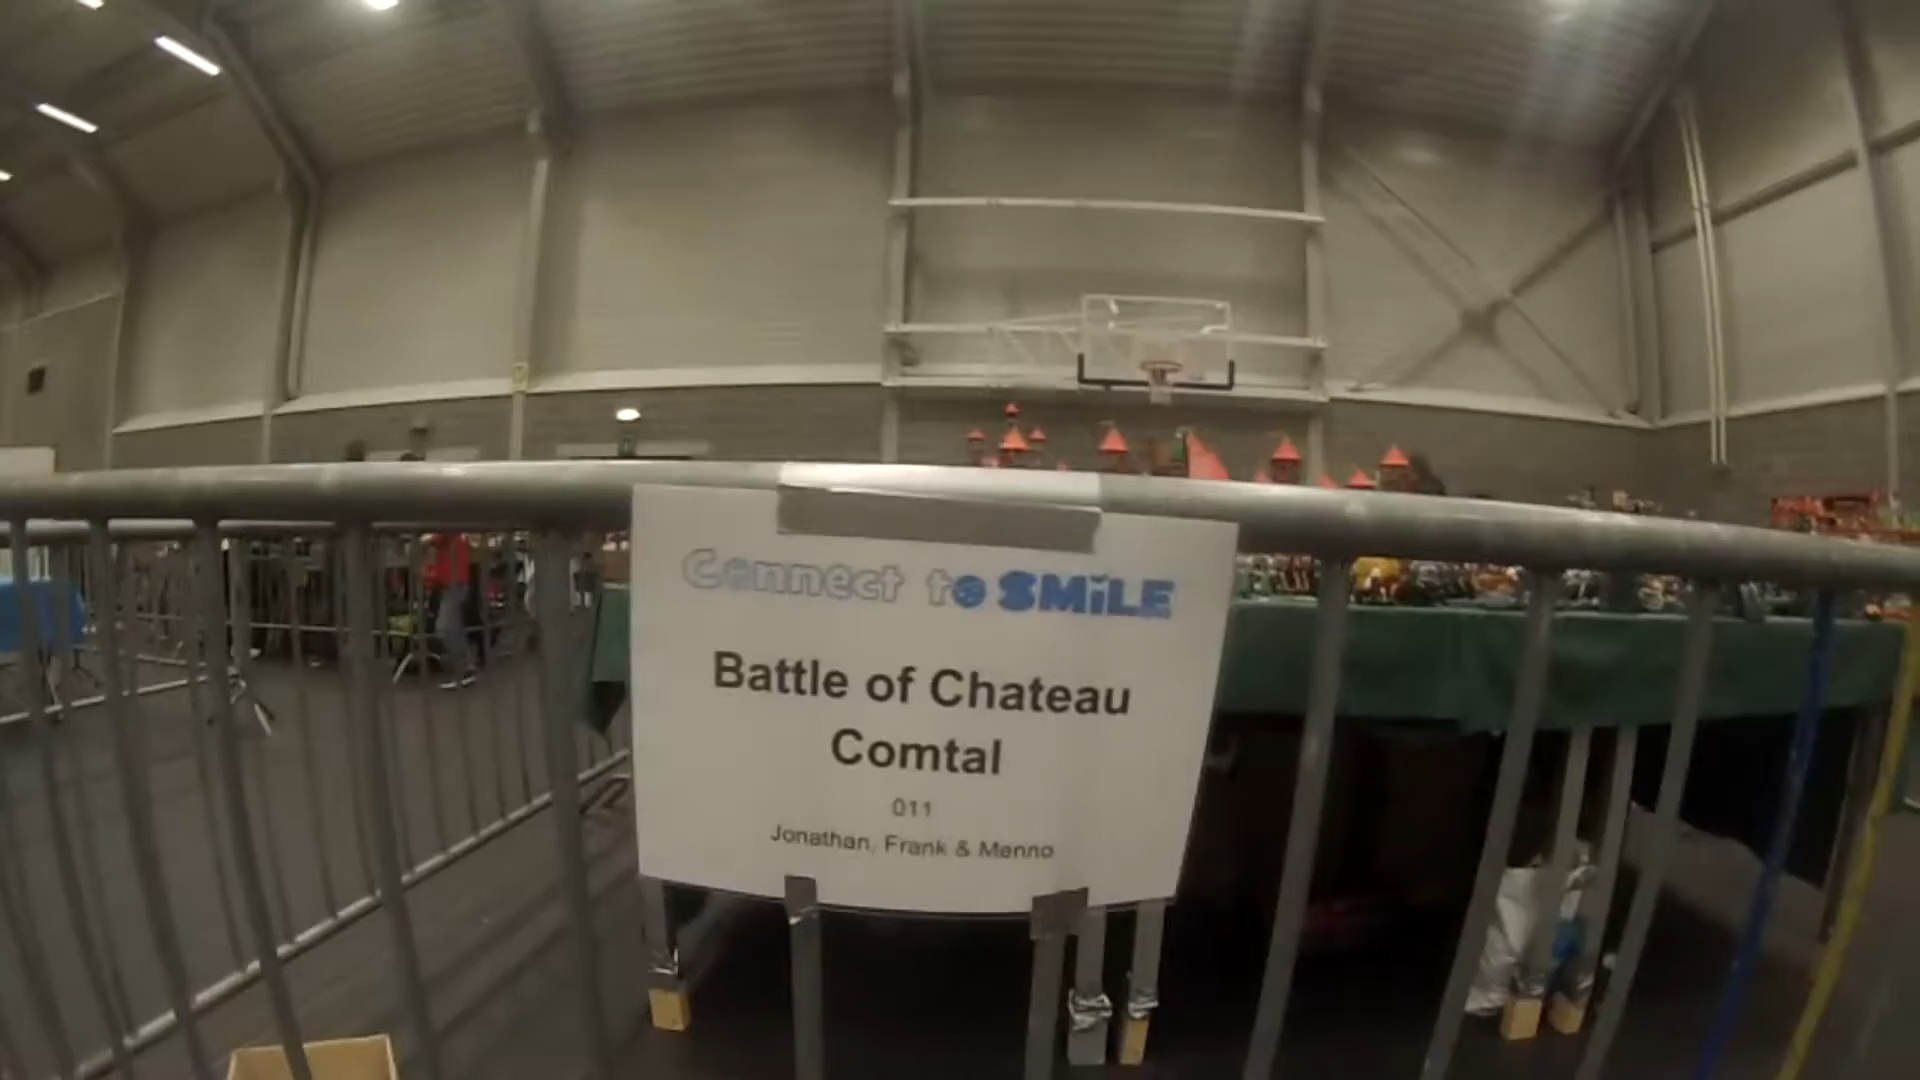 Connect to SMiLE
Battle of Chateau
Comtal
011
Jonathan, Frank & Menno